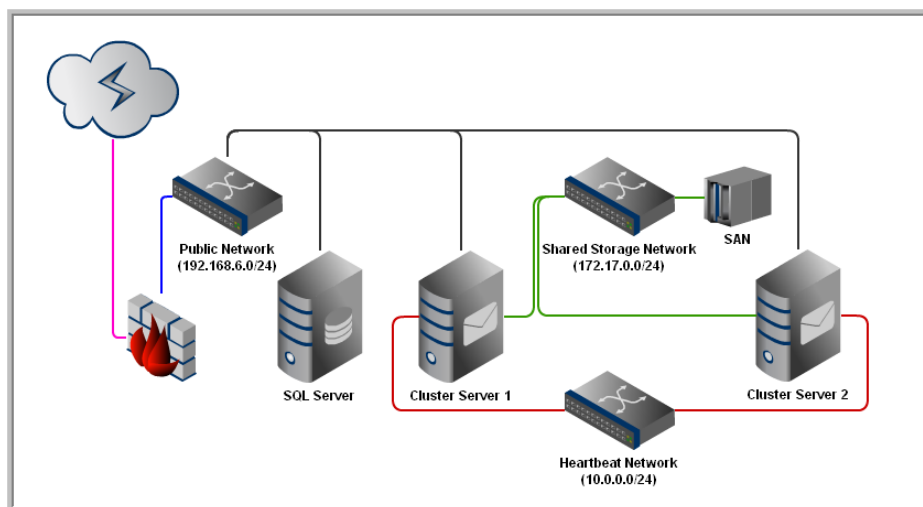 Public Network
(192.168.6.0/24)
Shared Storage Network
(172.17.0.0/24)
SAN
SQL Server
Cluster Server 1
Cluster Server 2
Heartbeat Network
(10.0.0.0/24)